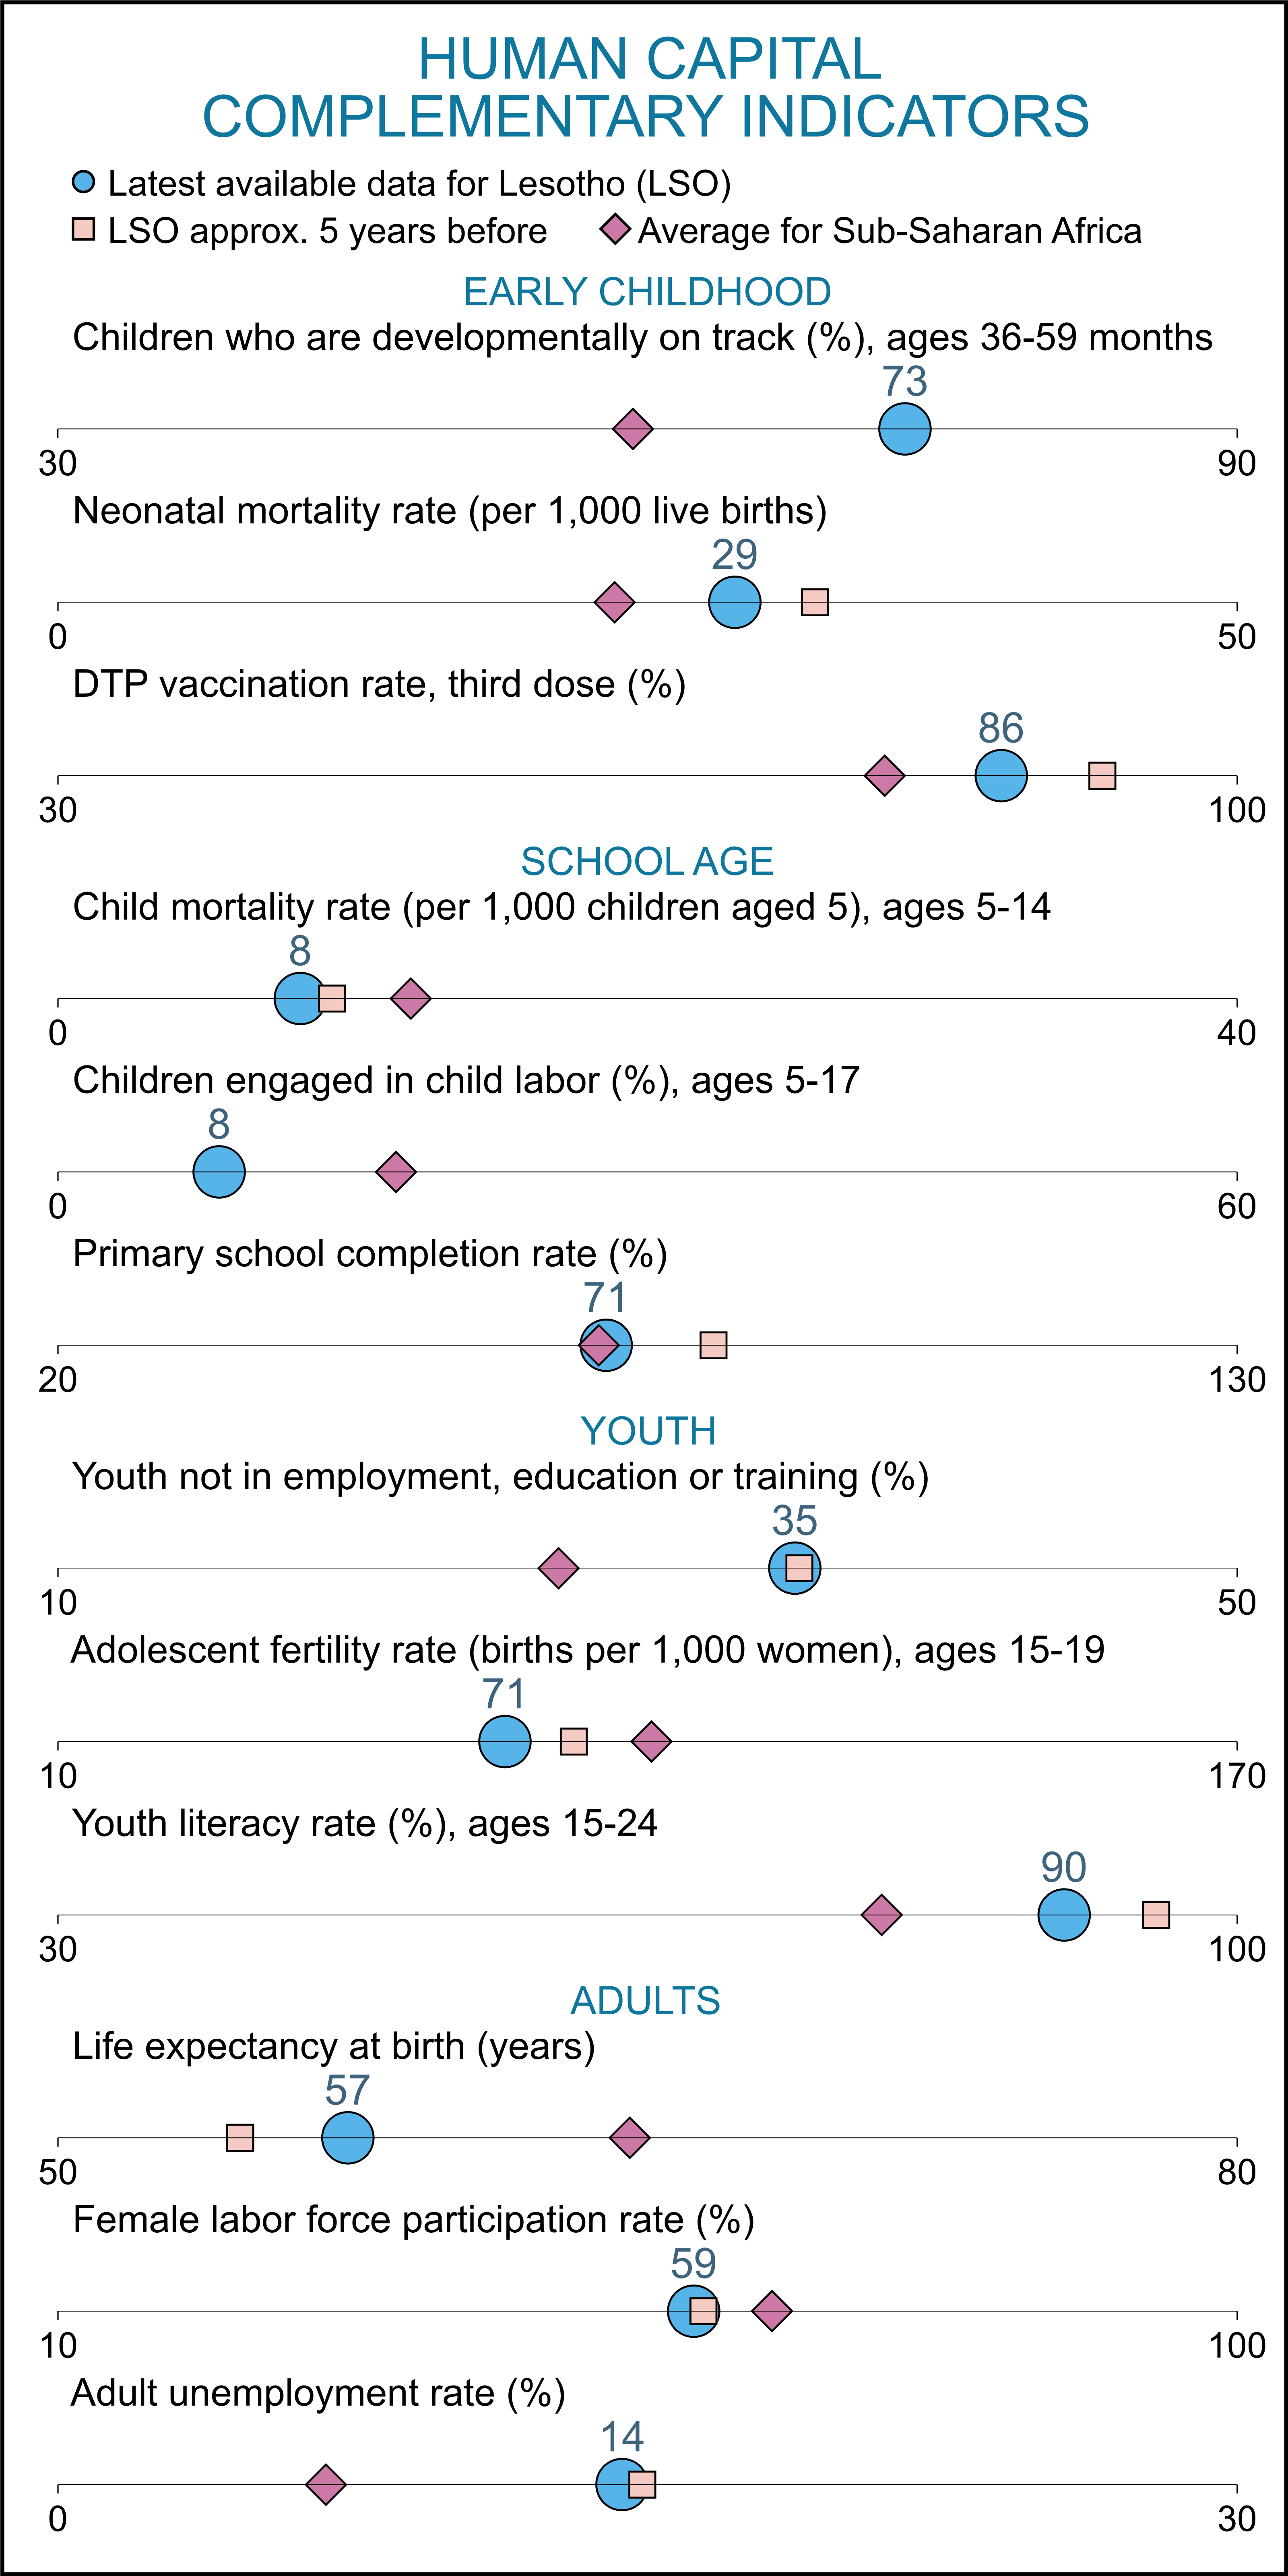 HUMAN CAPITAL
COMPLEMENTARY INDICATORS
Latest available data for Lesotho (LSO)
LSO approx. 5 years before Average for Sub-Saharan Africa
EARLY CHILDHOOD
Children who are developmentally on track (%), ages 36-59 months
73
30 90
Neonatal mortality rate (per 1,000 live births)
29
0 50
DTP vaccination rate, third dose (%)
86
30 100
SCHOOL AGE
Child mortality rate (per 1,000 children aged 5), ages 5-14
8
0 40
Children engaged in child labor (%), ages 5-17
8
0 60
Primary school completion rate (%)
71
20 130
YOUTH
Youth not in employment, education or training (%)
35
10 50
Adolescent fertility rate (births per 1,000 women), ages 15-19
71
10 170
Youth literacy rate (%), ages 15-24
90
30 100
ADULTS
Life expectancy at birth (years)
57
50 80
Female labor force participation rate (%)
59
10 100
Adult unemployment rate (%)
14
0 30